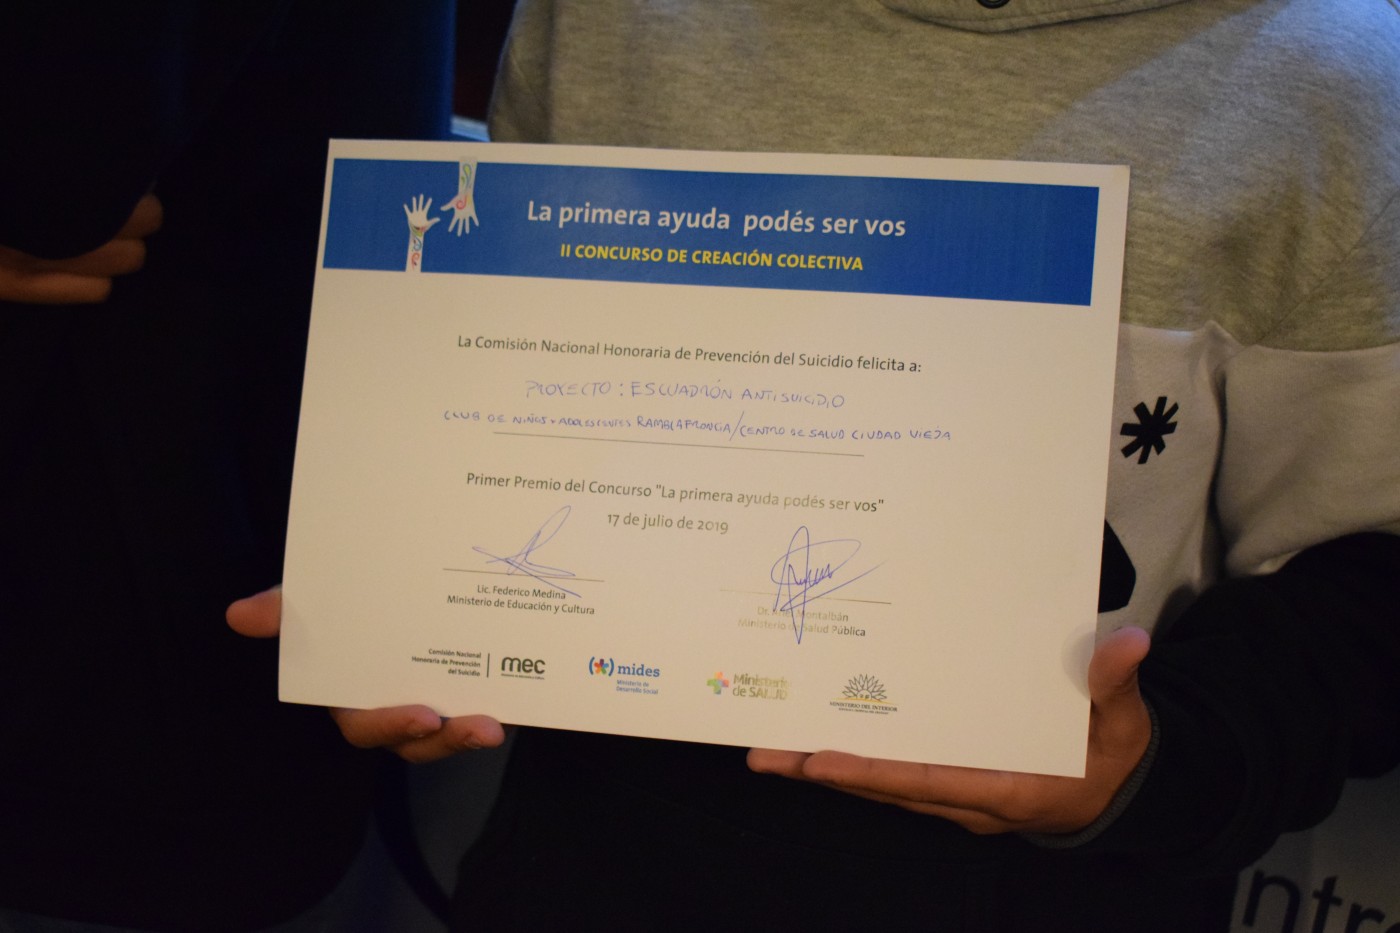 La primera ayuda podés ser vos
II CONCURSO DE CREACIÓN COLECTIVA
La Comisión Nacional Honoraria de Prevención del Suicidio felicita a:
PROYECTO: ESCUADRÓN ANTISUICIDIO
CLUB DE NIÑOS Y ADOLESCENTES RAMBLAFRANCIA/CENTRO DE SALUD CIUDAD VIEJA
Primer Premio del Concurso "La primera ayuda podés ser vos"
17 de julio de 2019
Lic. Federico Medina
Ministerio de Educación y Cultura
Dr. Montalbán
Ministerio de Salud Pública
Comisión Nacional
Honoraria de Prevención
del Suicidio
mec
mides
Ministerio de
Desarrollo Social
Ministerio
de SALUD
MINISTERIO DEL INTERIOR
ntr